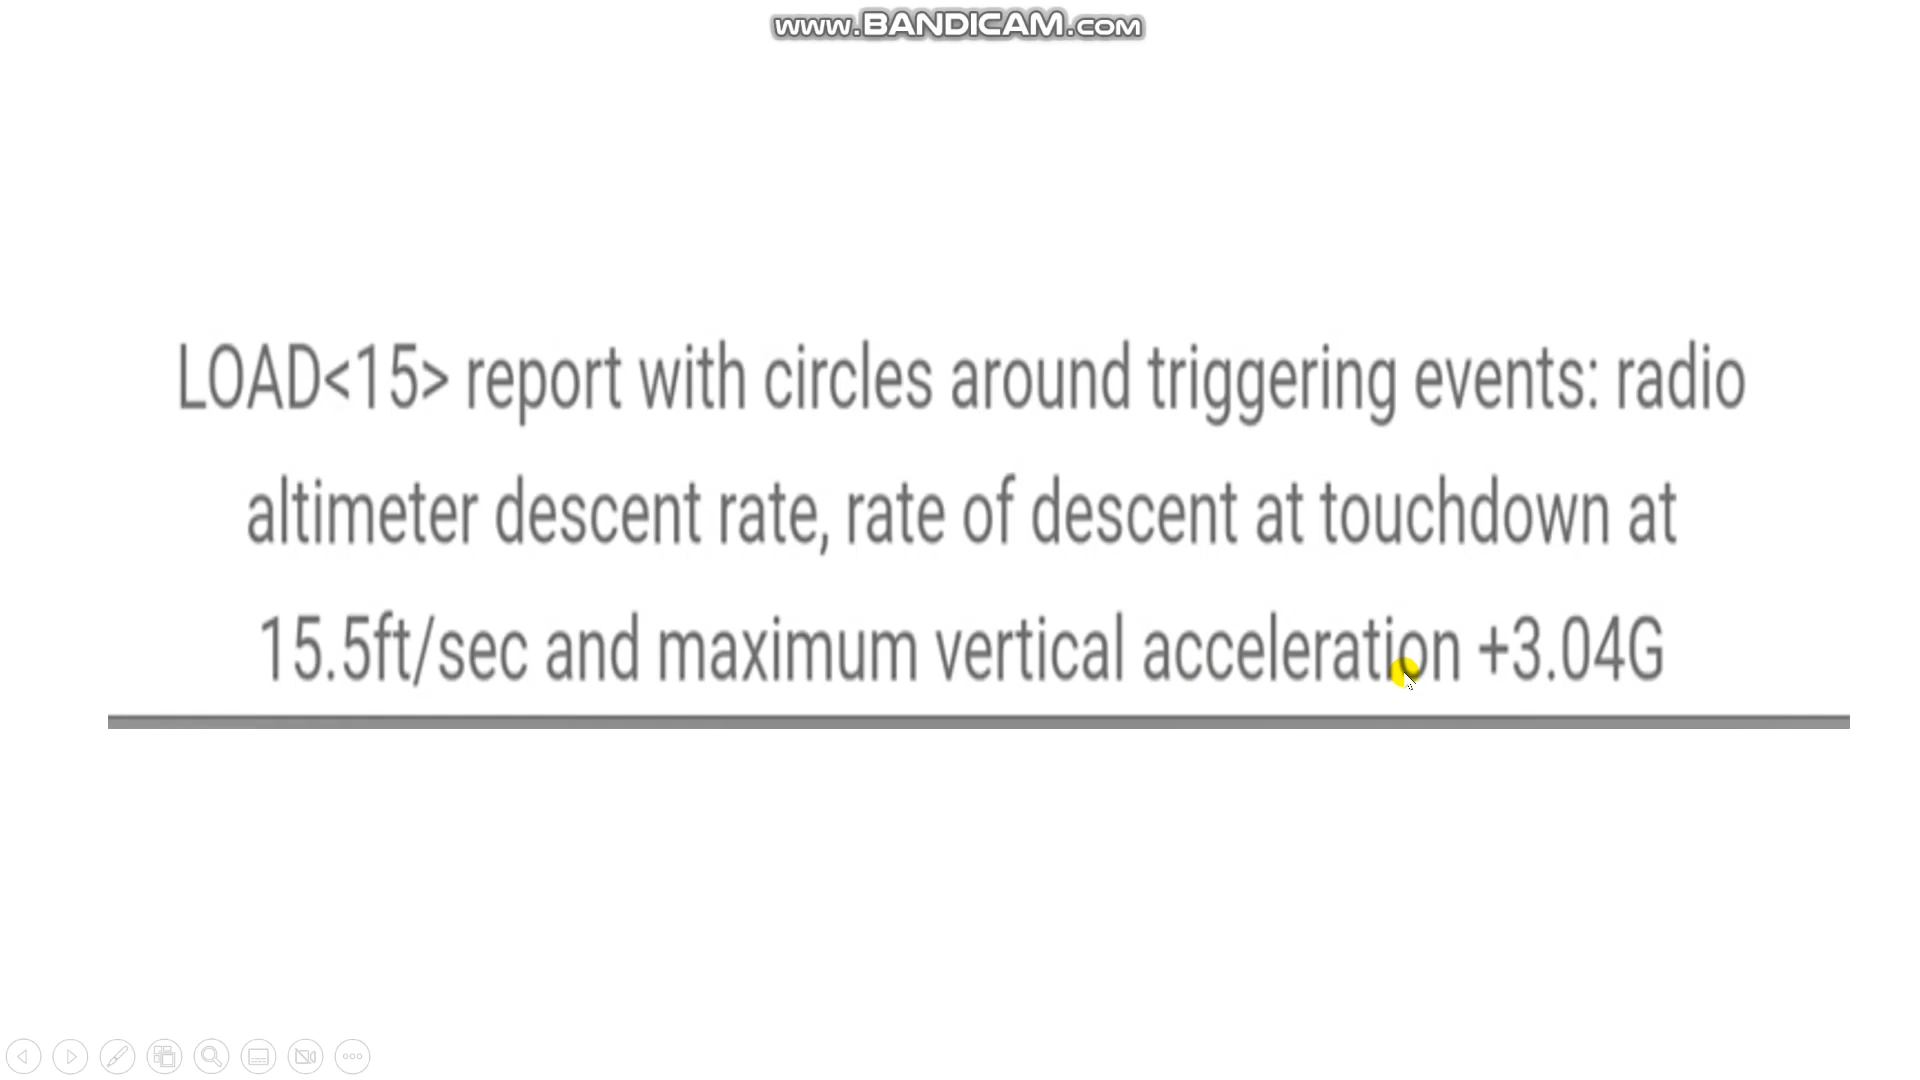 www.BANDICAM.com
LOAD<15> report with circles around triggering events: radio
altimeter descent rate, rate of descent at touchdown at
15.5ft/sec and maximum vertical acceleration +3.04G